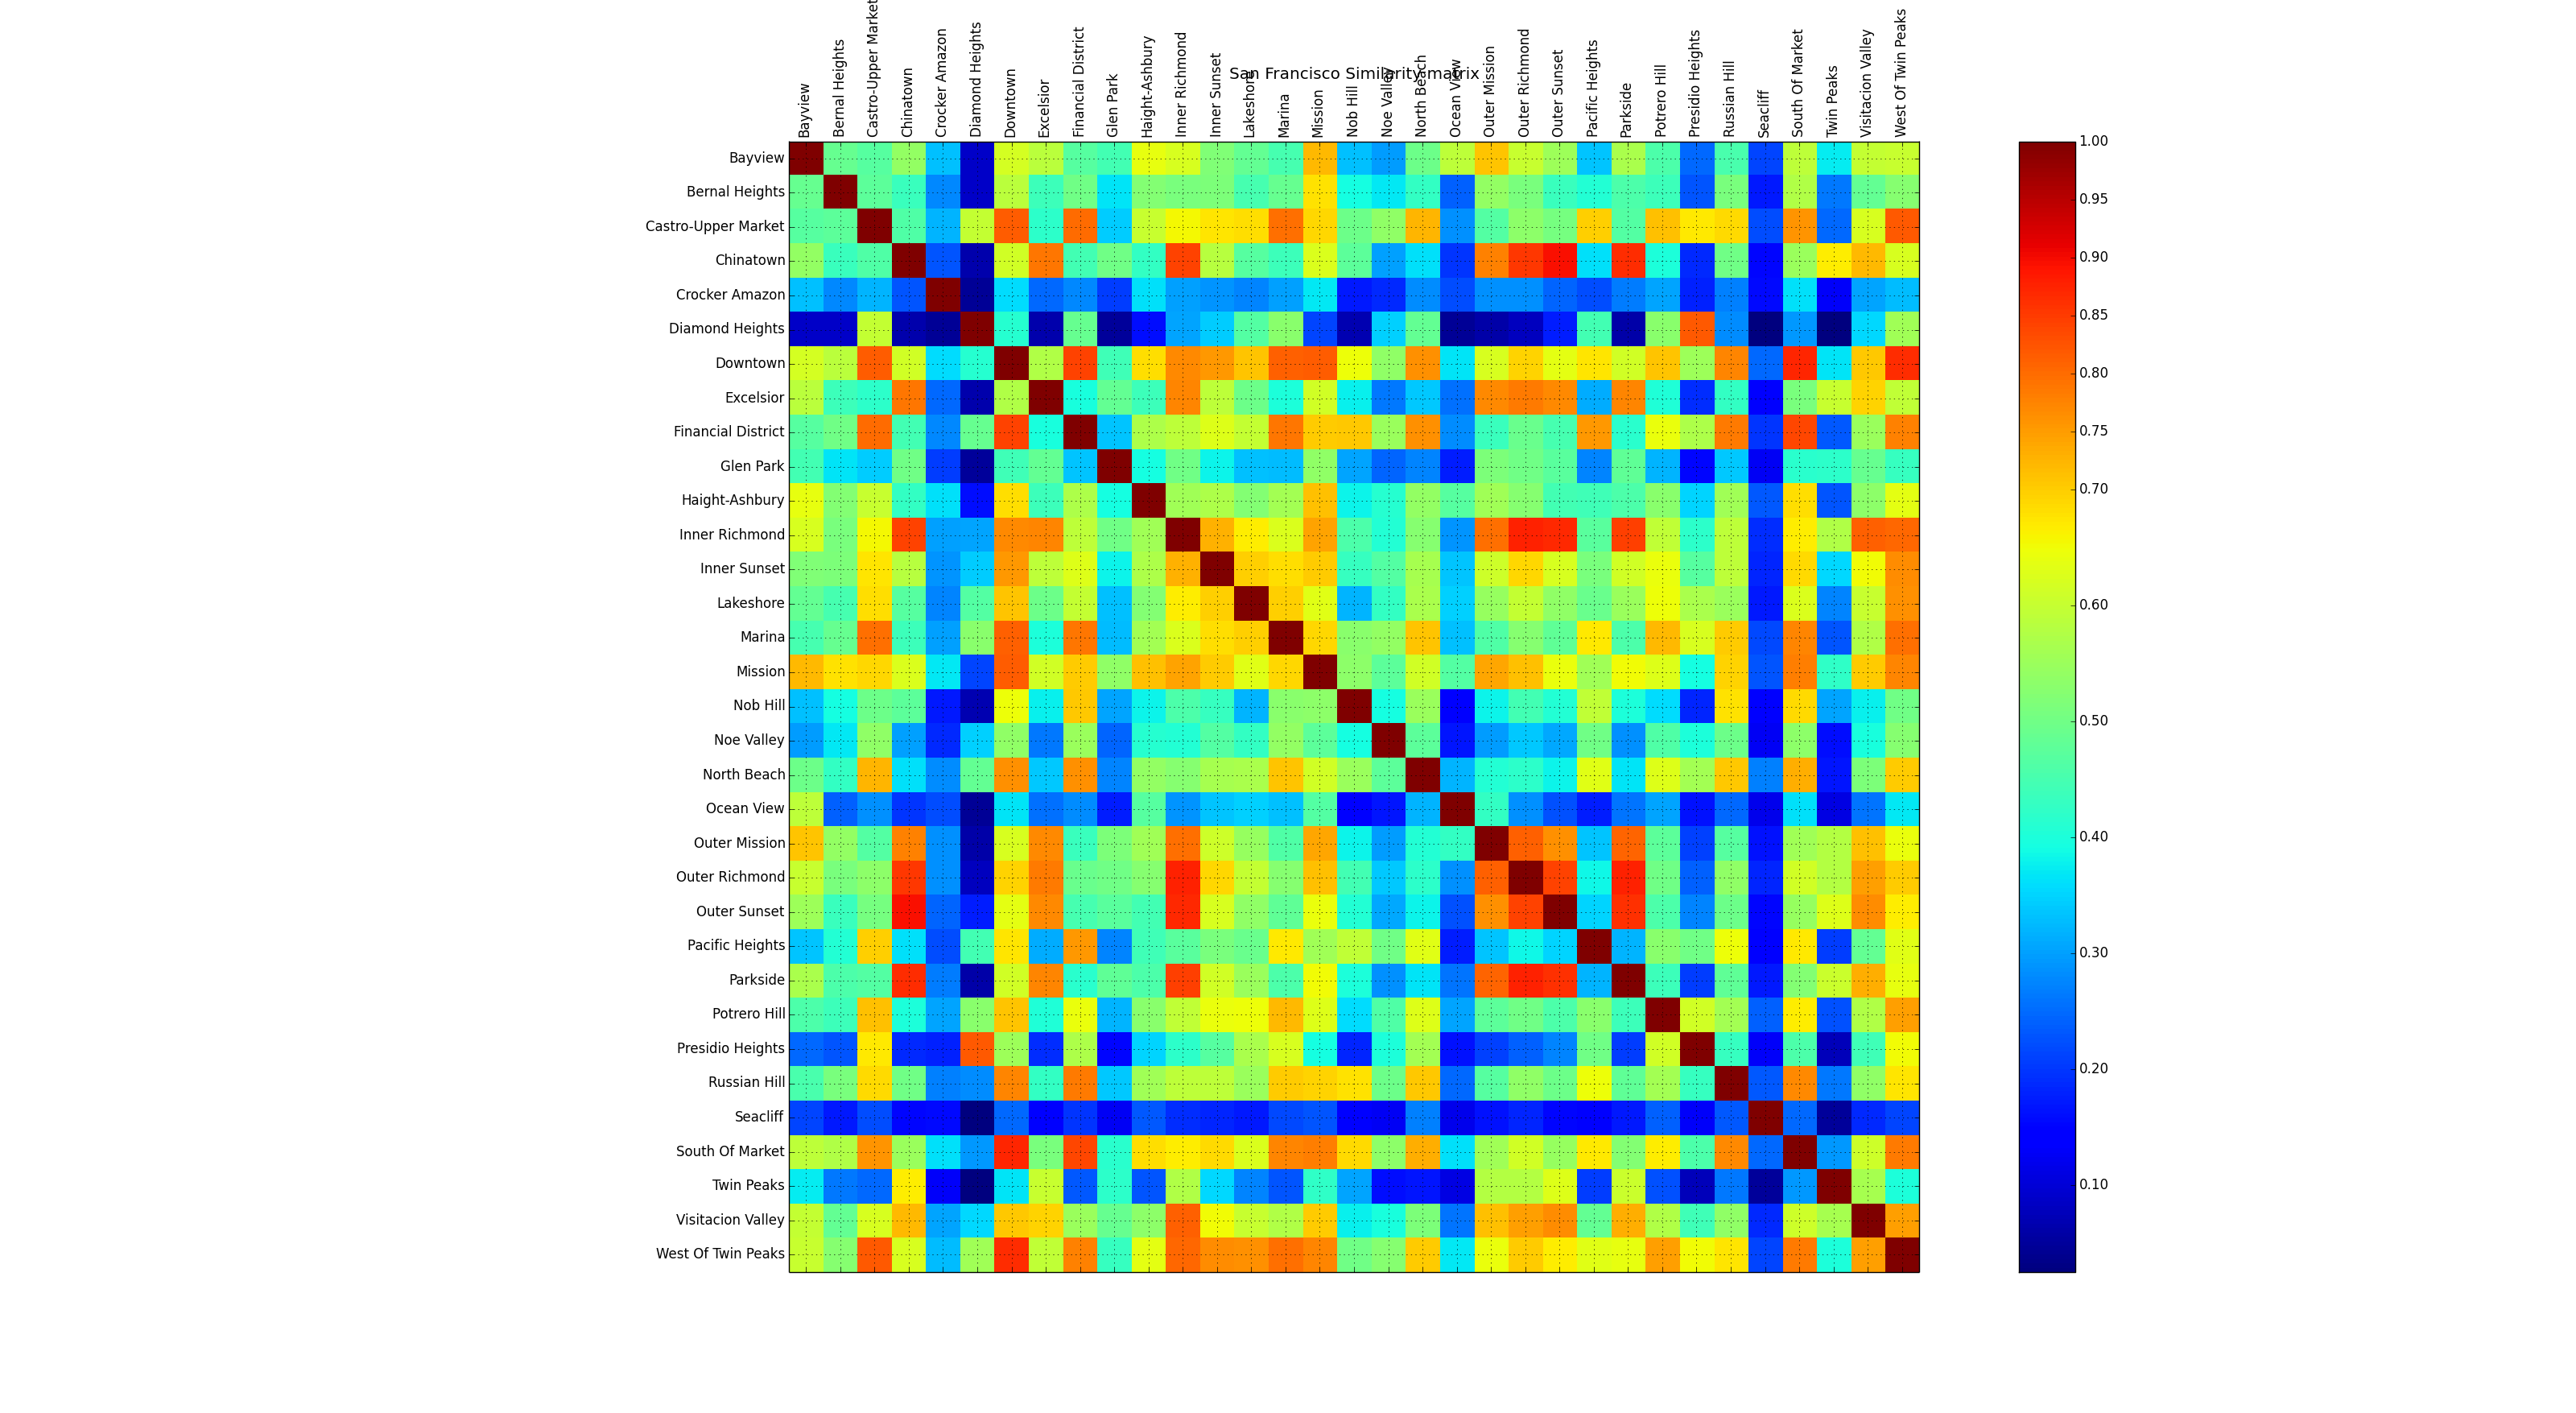 Bayview
Bernal Heights
Castro-Upper Market
Chinatown
Crocker Amazon
Diamond Heights
Downtown
Excelsior
Financial District
Glen Park
Haight-Ashbury
Inner Richmond
Inner Sunset
Lakeshore
Marina
Mission
Nob Hill
Noe Valley
North Beach
Ocean View
Outer Mission
Outer Richmond
Outer Sunset
Pacific Heights
Parkside
Potrero Hill
Presidio Heights
Russian Hill
Seacliff
South Of Market
Twin Peaks
Visitacion Valley
West Of Twin Peaks
San Francisco Similarity matrix
Bayview
Bernal Heights
Castro-Upper Market
Chinatown
Crocker Amazon
Diamond Heights
Downtown
Excelsior
Financial District
Glen Park
Haight-Ashbury
Inner Richmond
Inner Sunset
Lakeshore
Marina
Mission
Nob Hill
Noe Valley
North Beach
Ocean View
Outer Mission
Outer Richmond
Outer Sunset
Pacific Heights
Parkside
Potrero Hill
Presidio Heights
Russian Hill
Seacliff
South Of Market
Twin Peaks
Visitacion Valley
West Of Twin Peaks
1.00
0.95
0.90
0.85
0.80
0.75
0.70
0.60
0.50
0.40
0.30
0.20
0.10